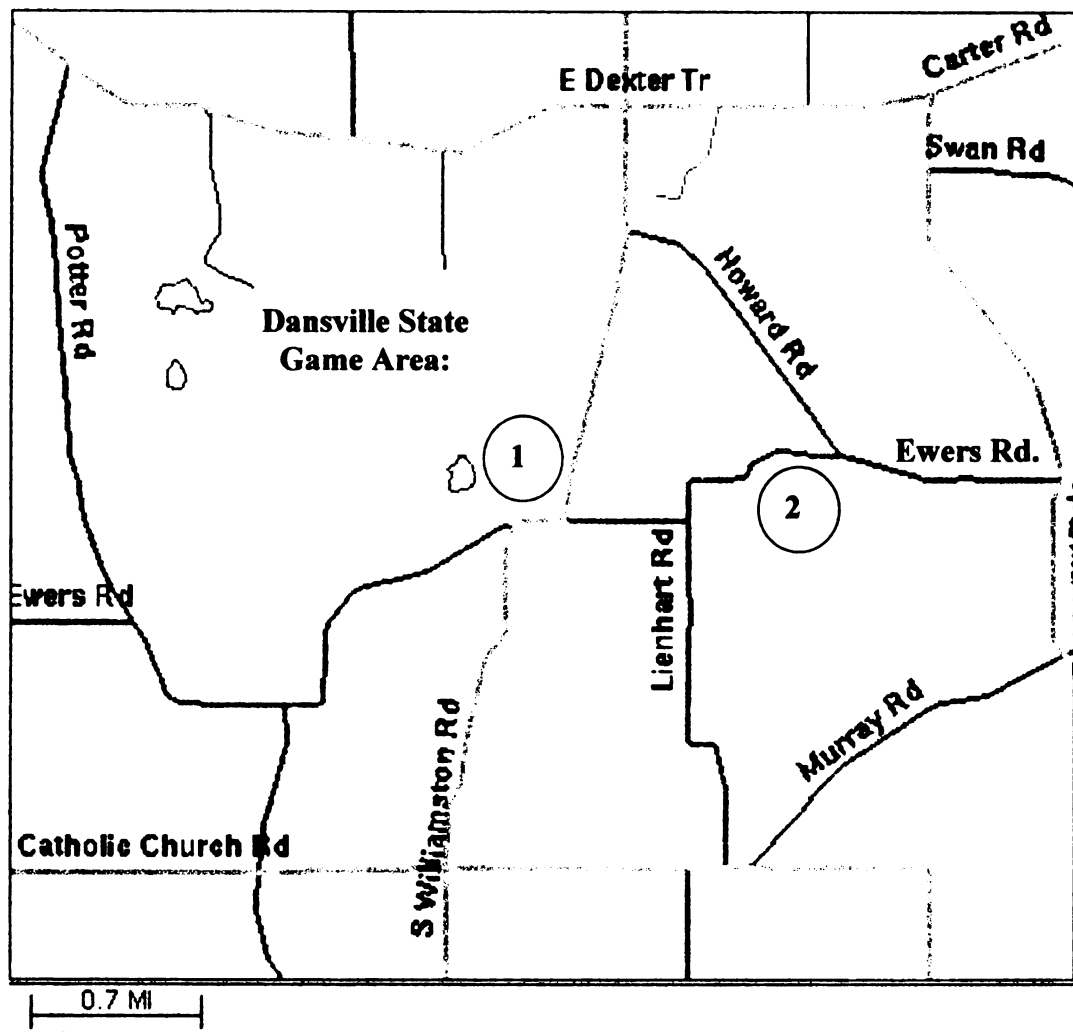 Carter Rd
E Dexter Tr
Swan Rd
Potter Rd
Howard Rd
Dansville State
Game Area:
1
Ewers Rd.
2
Ewers Rd
Lienhart Rd
Murray Rd
S Williamston Rd
Catholic Church Rd
0.7 MI